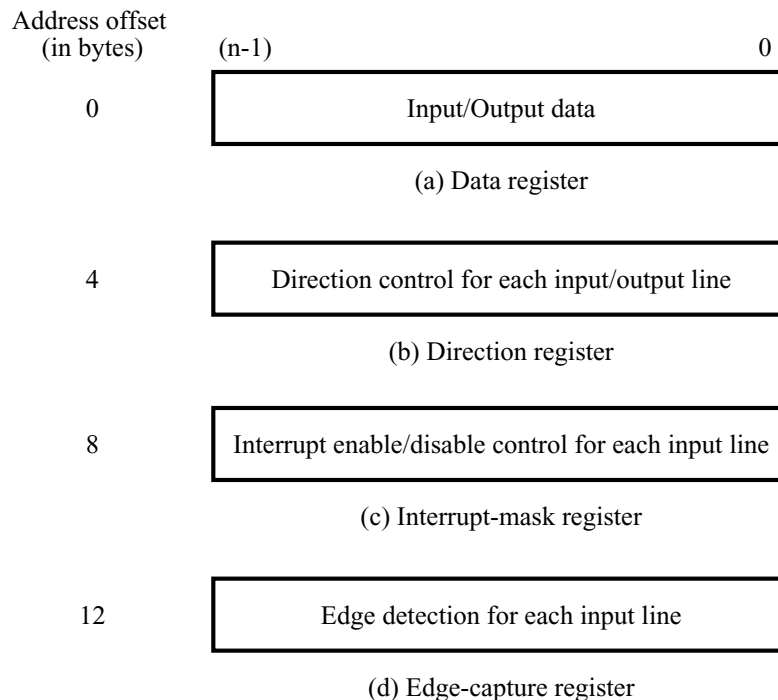 Address offset
(in bytes)
(n-1) 0
0 Input/Output data
(a) Data register
4 Direction control for each input/output line
(b) Direction register
8 Interrupt enable/disable control for each input line
(c) Interrupt-mask register
12 Edge detection for each input line
(d) Edge-capture register